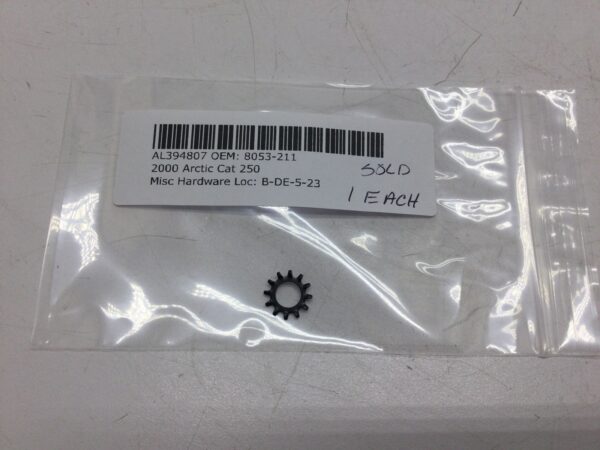 AL394807 OEM: 8053-211
2000 Arctic Cat 250
Misc Hardware Loc: B-DE-5-23
SOLD
1 EACH